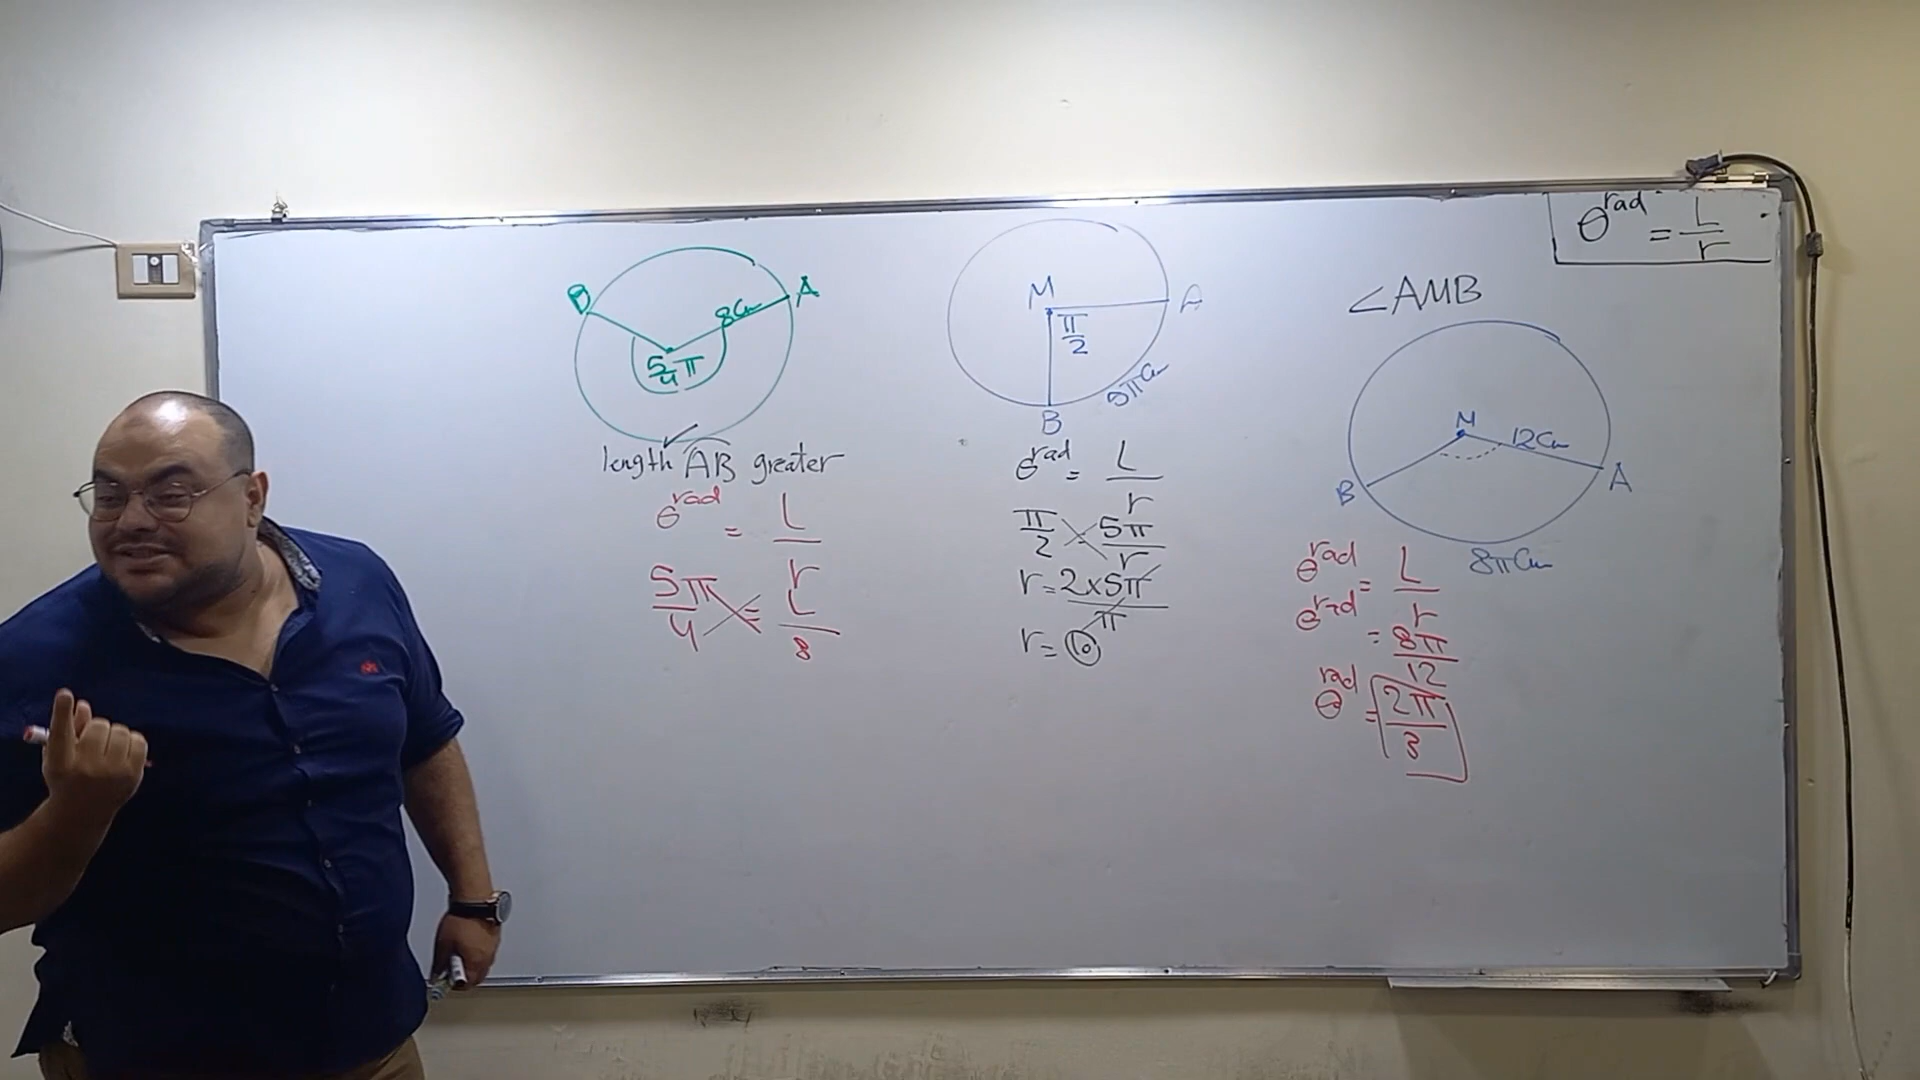 θ^rad = L/r
B
A
8cm
5/4 π
length AB greater
θ^rad = L/r
5π/4 = L/8
M
A
π/2
5πcm
B
θ^rad = L/r
π/2 = 5π/r
r = 2×5π/π
r = 10
∠AMB
M
12cm
B
A
8πcm
θ^rad = L/r
θ^rad = 8π/12
θ^rad = 2π/3